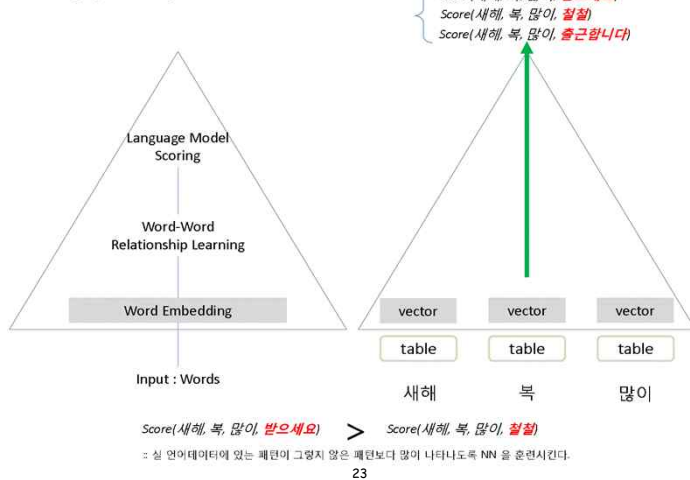 Score(새해, 복, 많이, 철철)
Score(새해, 복, 많이, 출근합니다)
Language Model
Scoring
Word-Word
Relationship Learning
Word Embedding
vector vector vector
table table table
Input : Words
새해 복 많이
Score(새해, 복, 많이, 받으세요) > Score(새해, 복, 많이, 철철)
:: 실 언어데이터에 있는 패턴이 그렇지 않은 패턴보다 많이 나타나도록 NN 을 훈련시킨다.
23